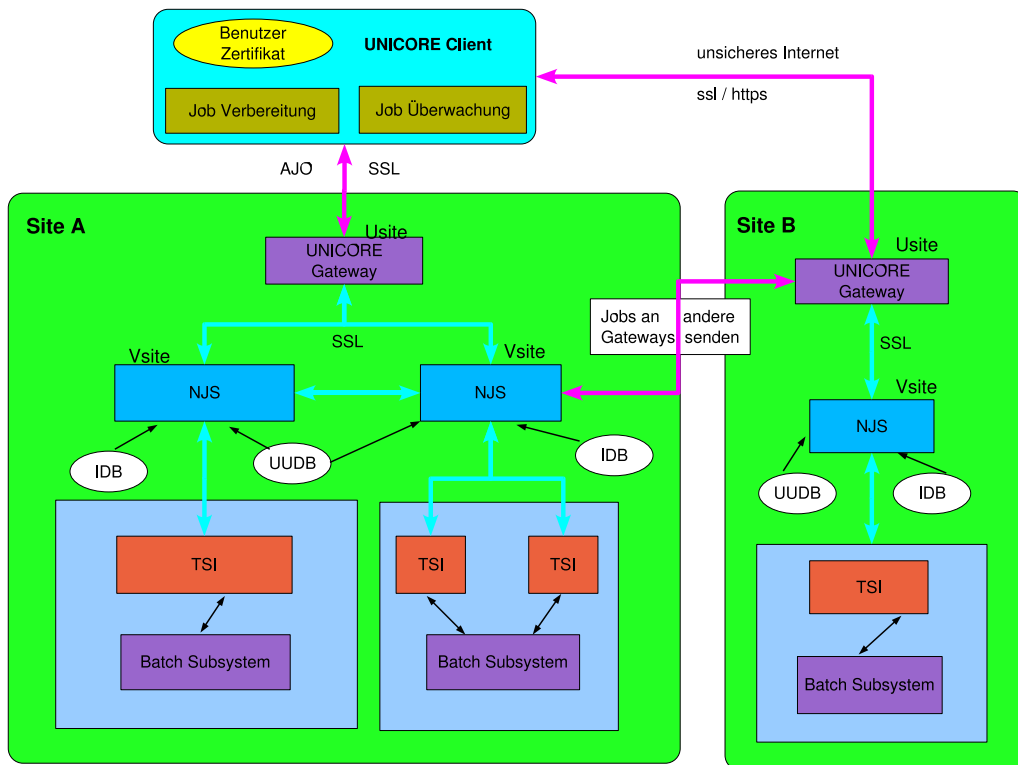 Benutzer
Zertifikat
UNICORE Client
Job Verbereitung
Job Überwachung
unsicheres Internet
ssl / https
AJO
SSL
Site A
Usite
UNICORE
Gateway
SSL
Vsite
NJS
Vsite
NJS
IDB
UUDB
IDB
TSI
Batch Subsystem
TSI
TSI
Batch Subsystem
Jobs an andere
Gateways senden
Site B
Usite
UNICORE
Gateway
SSL
Vsite
NJS
UUDB
IDB
TSI
Batch Subsystem